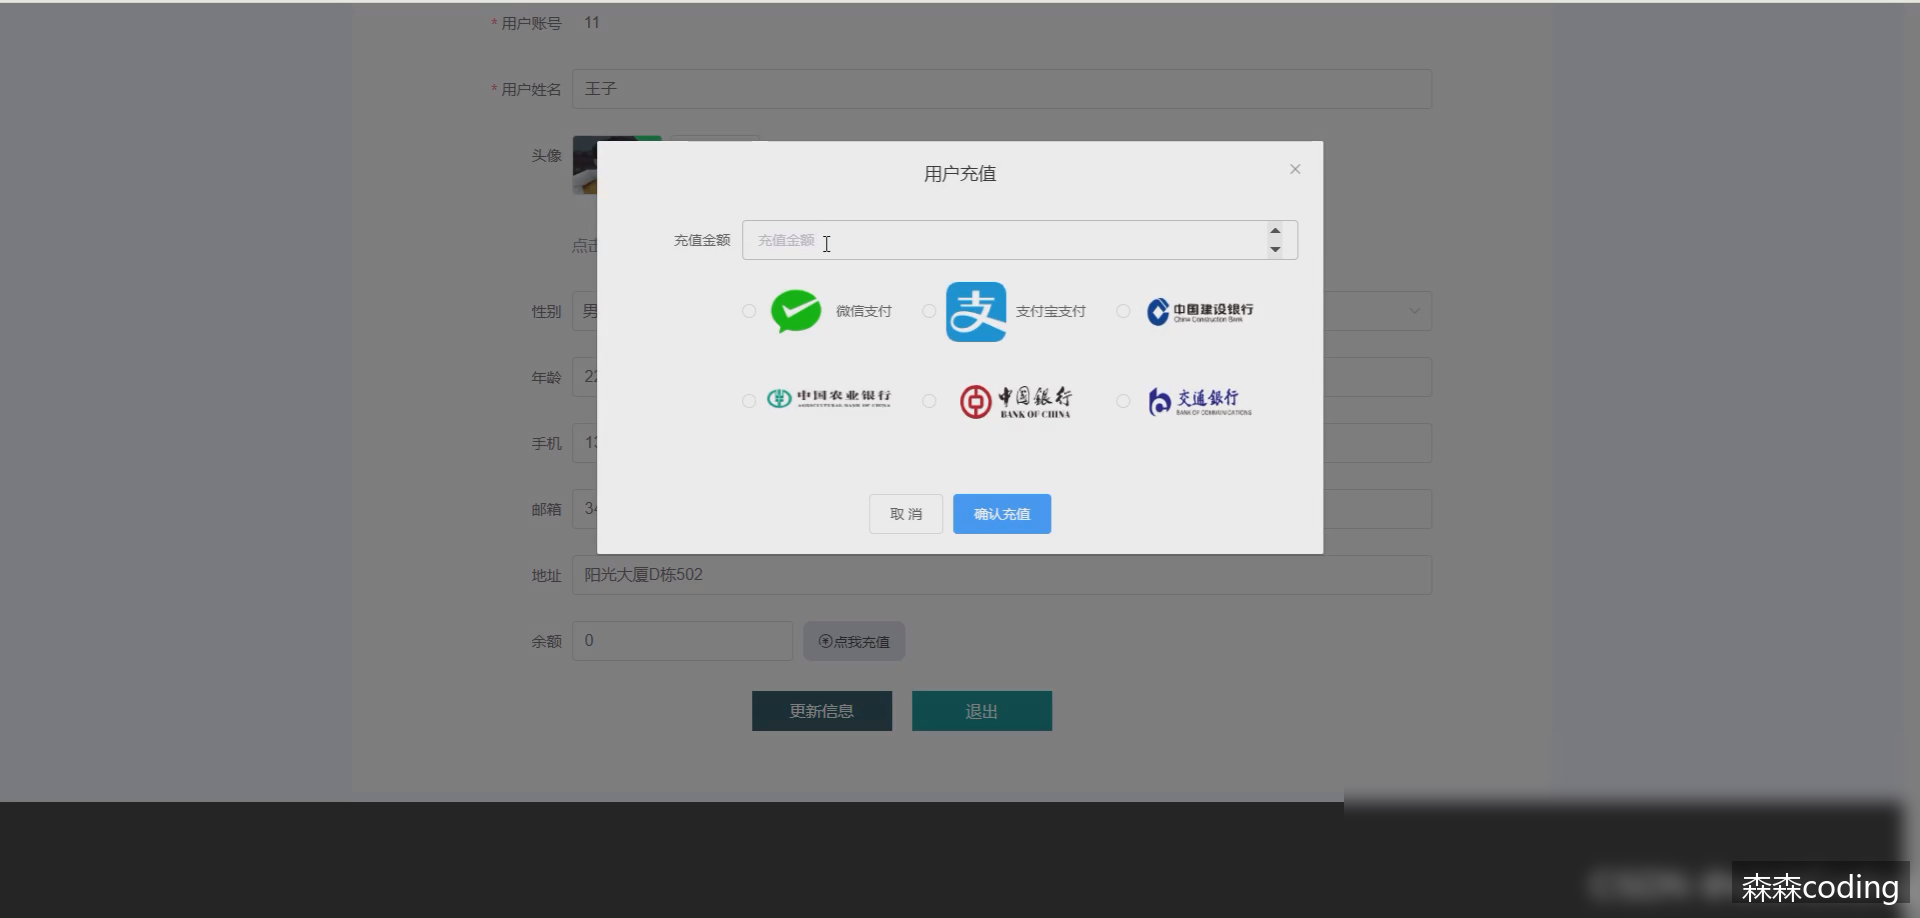 * 用户账号 11
* 用户姓名 王子
头像
用户充值
充值金额 充值金额
点击
微信支付 支付宝支付 中国建设银行
China Construction Bank
性别 男
年龄 22
中国农业银行 中国银行 交通银行
AGRICULTURAL BANK OF CHINA BANK OF CHINA BANK OF COMMUNICATIONS
手机 13
邮箱 34
取 消 确认充值
地址 阳光大厦D栋502
余额 0 点我充值
更新信息 退出
森森coding